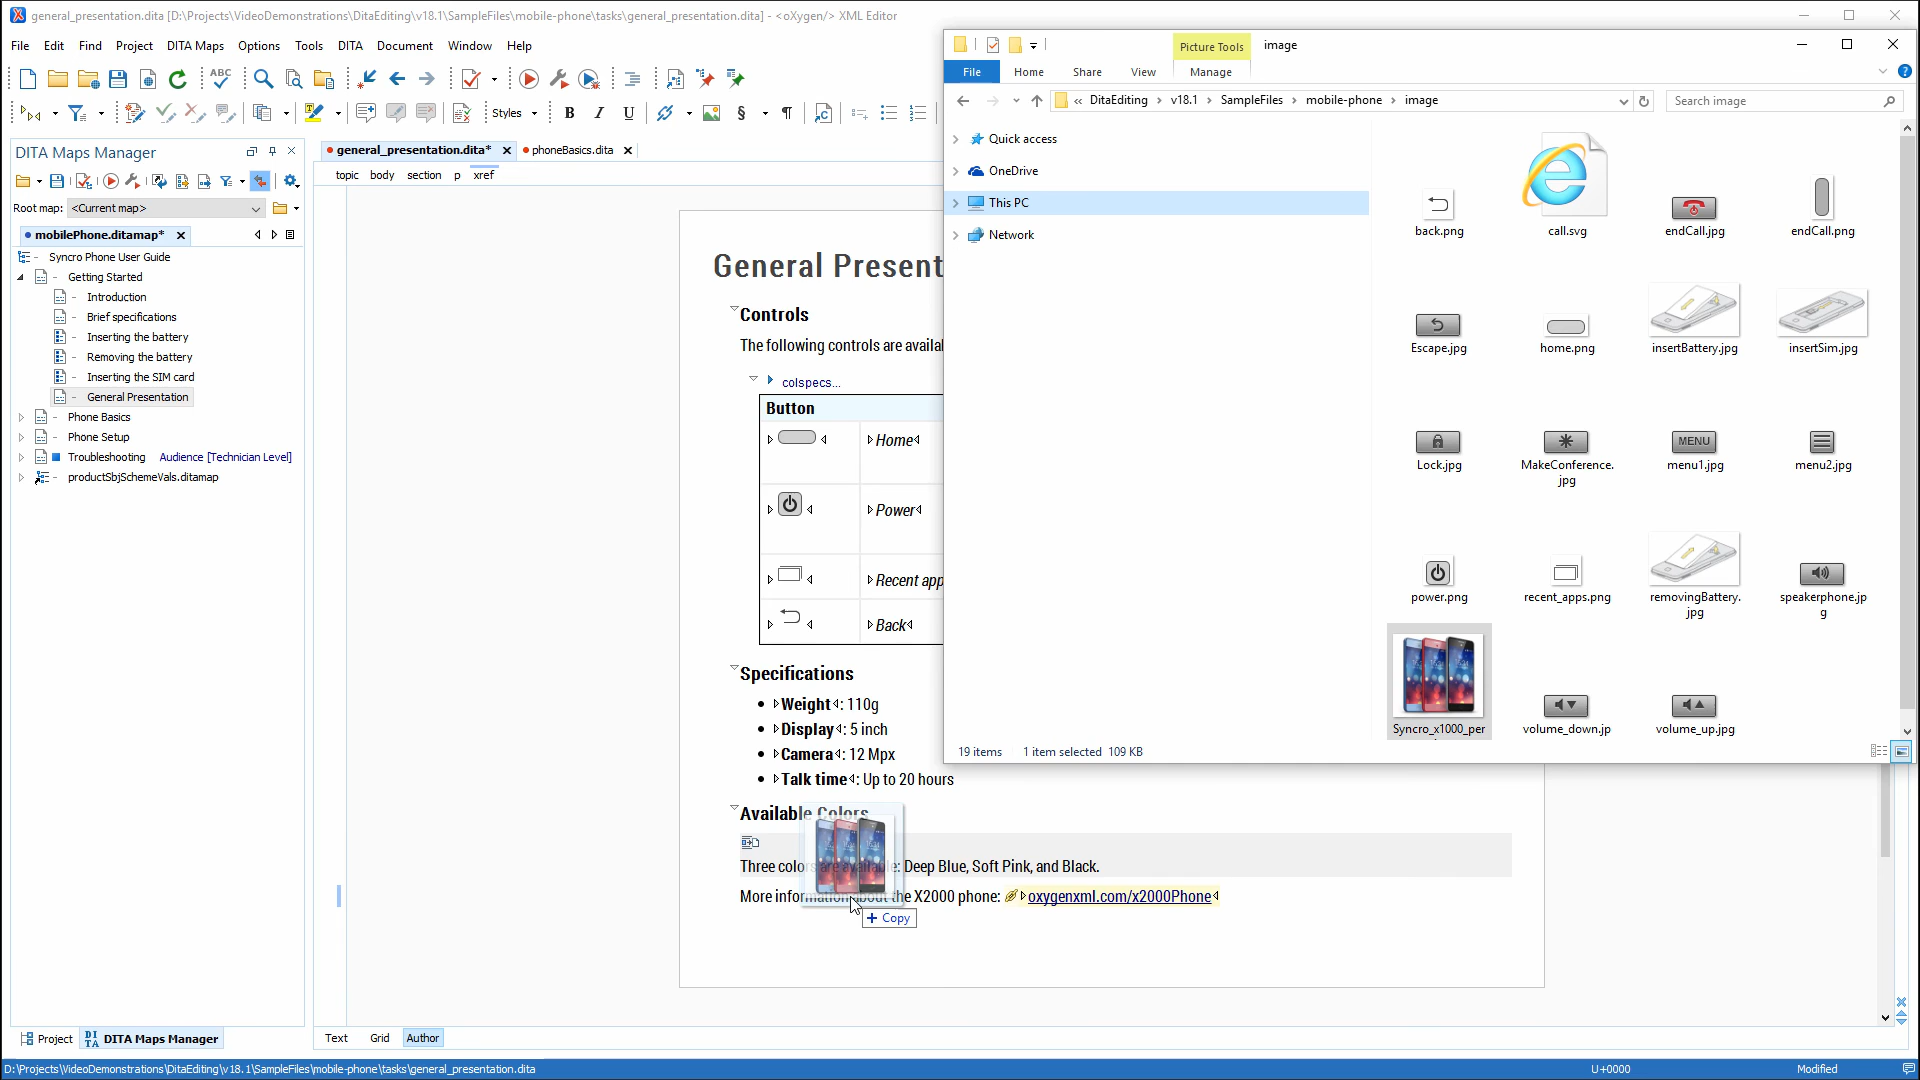 general_presentation.dita [D:\Projects\VideoDemonstrations\DitaEditing\v18.1\SampleFiles\mobile-phone\tasks\general_presentation.dita] - <oXygen/> XML Editor
File Edit Find Project DITA Maps Options Tools DITA Document Window Help
ABC
Styles B I U § ¶
DITA Maps Manager
Root map: <Current map>
mobilePhone.ditamap*
Syncro Phone User Guide
Getting Started
Introduction
Brief specifications
Inserting the battery
Removing the battery
Inserting the SIM card
General Presentation
Phone Basics
Phone Setup
Troubleshooting Audience [Technician Level]
productSbjSchemeVals.ditamap
Project DITA Maps Manager
general_presentation.dita* phoneBasics.dita
topic body section p xref
General Present
Controls
The following controls are availal
colspecs...
Button
Home
Power
Recent app
Back
Specifications
Weight: 110g
Display: 5 inch
Camera: 12 Mpx
Talk time: Up to 20 hours
Available Colors
Three colors are available: Deep Blue, Soft Pink, and Black.
More information about the X2000 phone: oxygenxml.com/x2000Phone
+ Copy
Text Grid Author
Picture Tools image
File Home Share View Manage
« DitaEditing v18.1 SampleFiles mobile-phone image
Search image
Quick access
OneDrive
This PC
Network
back.png call.svg endCall.jpg endCall.png
Escape.jpg home.png insertBattery.jpg insertSim.jpg
MENU
Lock.jpg MakeConference.jpg menu1.jpg menu2.jpg
power.png recent_apps.png removingBattery.jpg speakerphone.jpg
Syncro_x1000_per volume_down.jp volume_up.jpg
19 items 1 item selected 109 KB
D:\Projects\VideoDemonstrations\DitaEditing\v18.1\SampleFiles\mobile-phone\tasks\general_presentation.dita U+0000 Modified